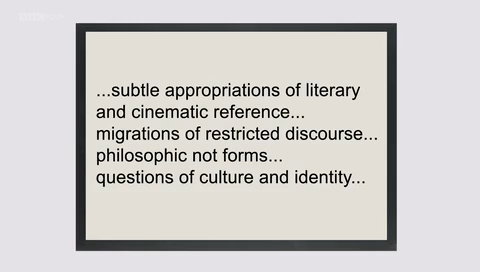 ...subtle appropriations of literary
and cinematic reference...
migrations of restricted discourse...
philosophic not forms...
questions of culture and identity...